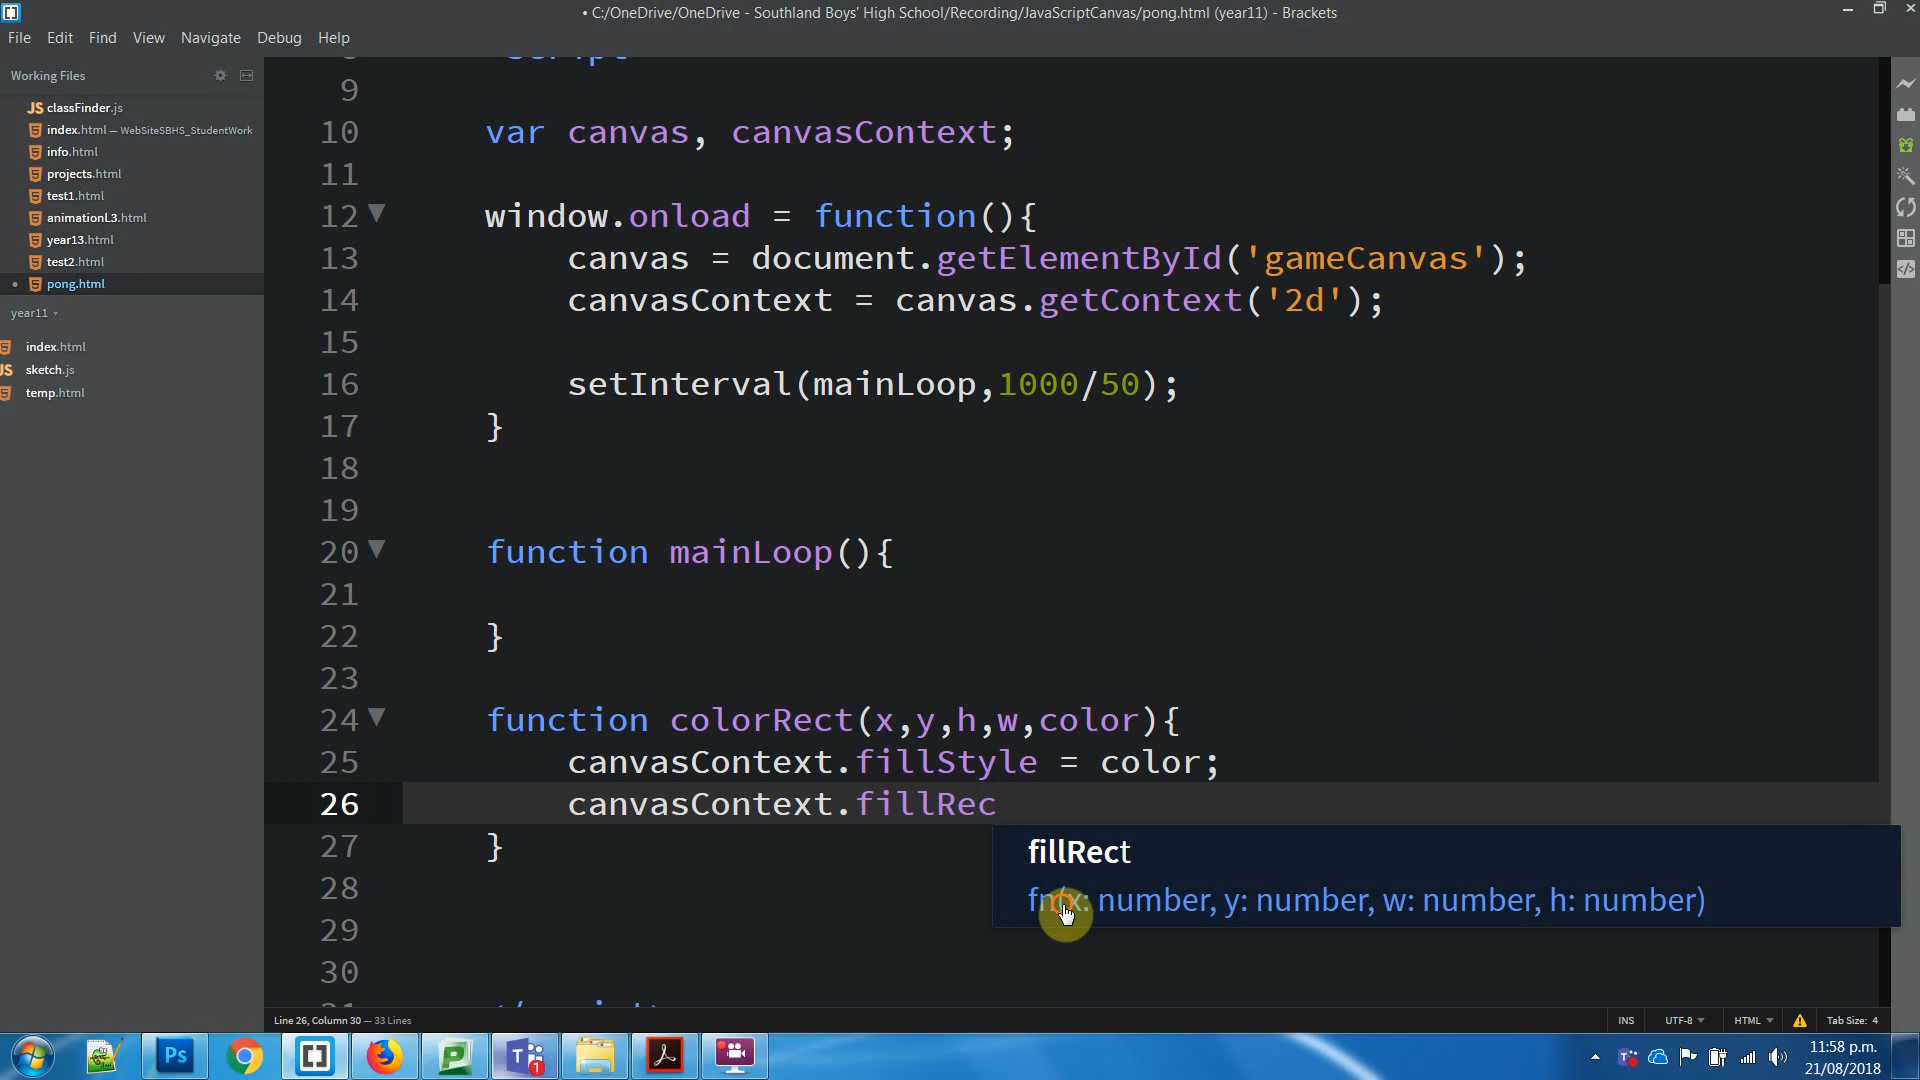 • C:/OneDrive/OneDrive - Southland Boys' High School/Recording/JavaScriptCanvas/pong.html (year11) - Brackets
File Edit Find View Navigate Debug Help
Working Files
JS classFinder.js
index.html — WebSiteSBHS_StudentWork
info.html
projects.html
test1.html
animationL3.html
year13.html
test2.html
pong.html
year11
index.html
JS sketch.js
temp.html
9
10 var canvas, canvasContext;
11
12 window.onload = function(){
13 canvas = document.getElementById('gameCanvas');
14 canvasContext = canvas.getContext('2d');
15
16 setInterval(mainLoop,1000/50);
17 }
18
19
20 function mainLoop(){
21
22 }
23
24 function colorRect(x,y,h,w,color){
25 canvasContext.fillStyle = color;
26 canvasContext.fillRec
27 }
fillRect
fn(x: number, y: number, w: number, h: number)
28
29
30
Line 26, Column 30 — 33 Lines
INS UTF-8 HTML Tab Size: 4
Ps
1
11:58 p.m.
21/08/2018